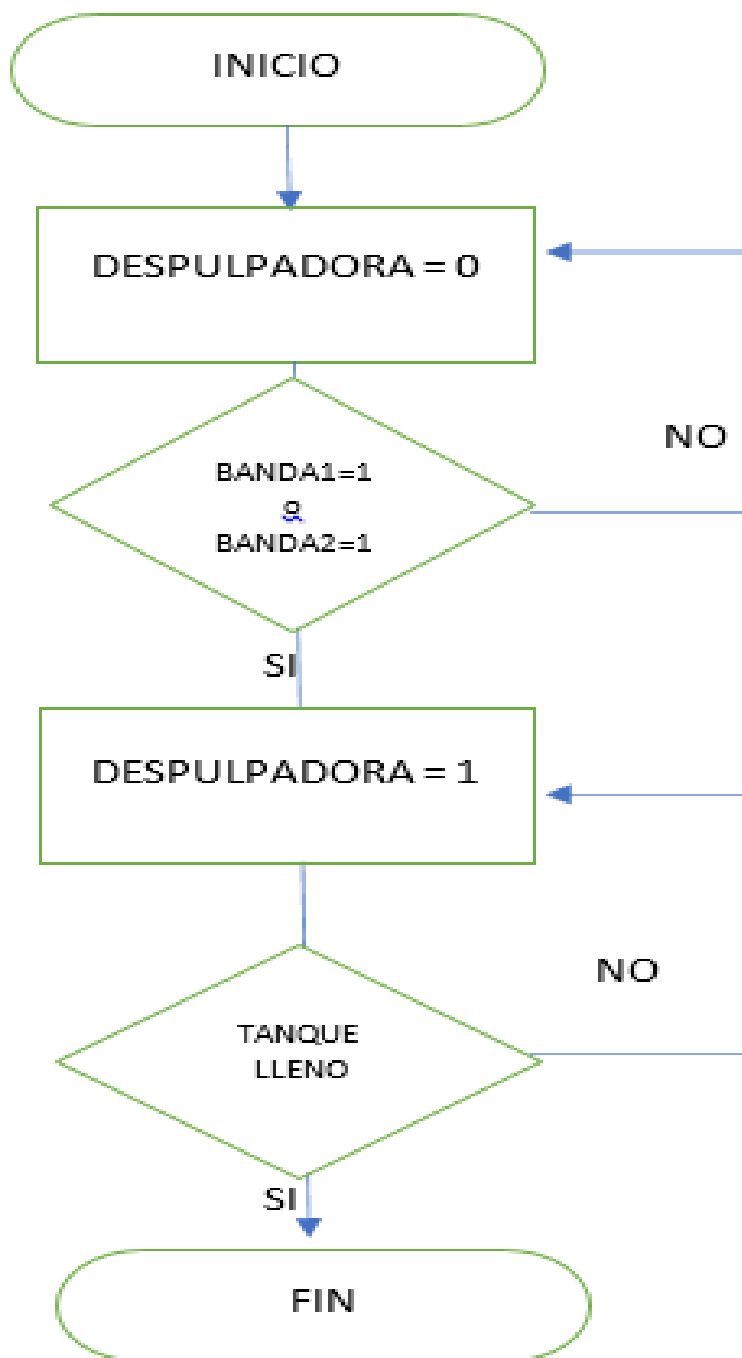 INICIO
DESPULPADORA = 0
NO
BANDA1=1
o
BANDA2=1
SI
DESPULPADORA = 1
NO
TANQUE
LLENO
SI
FIN